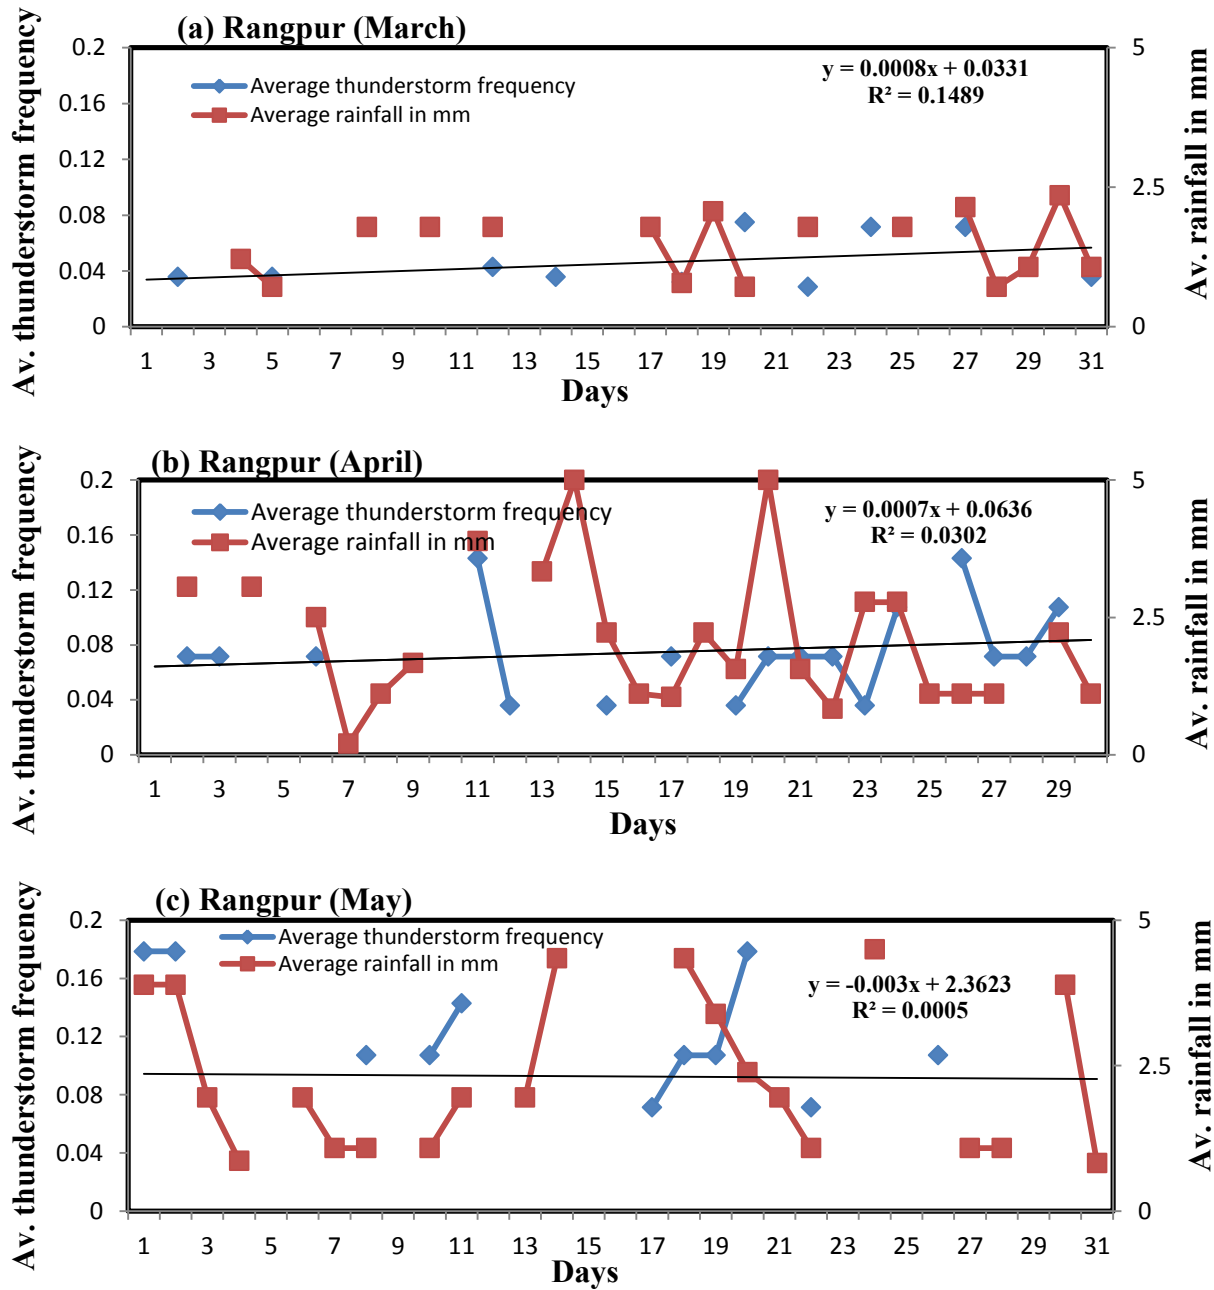 (a) Rangpur (March)
Av. thunderstorm frequency
0.2
0.16
0.12
0.08
0.04
0
Average thunderstorm frequency
Average rainfall in mm
y = 0.0008x + 0.0331
R² = 0.1489
5
2.5
0
Av. rainfall in mm
1 3 5 7 9 11 13 15 17 19 21 23 25 27 29 31
Days
(b) Rangpur (April)
Av. thunderstorm frequency
0.2
0.16
0.12
0.08
0.04
0
Average thunderstorm frequency
Average rainfall in mm
y = 0.0007x + 0.0636
R² = 0.0302
5
2.5
0
Av. rainfall in mm
1 3 5 7 9 11 13 15 17 19 21 23 25 27 29
Days
(c) Rangpur (May)
Av. thunderstorm frequency
0.2
0.16
0.12
0.08
0.04
0
Average thunderstorm frequency
Average rainfall in mm
y = -0.003x + 2.3623
R² = 0.0005
5
2.5
0
Av. rainfall in mm
1 3 5 7 9 11 13 15 17 19 21 23 25 27 29 31
Days